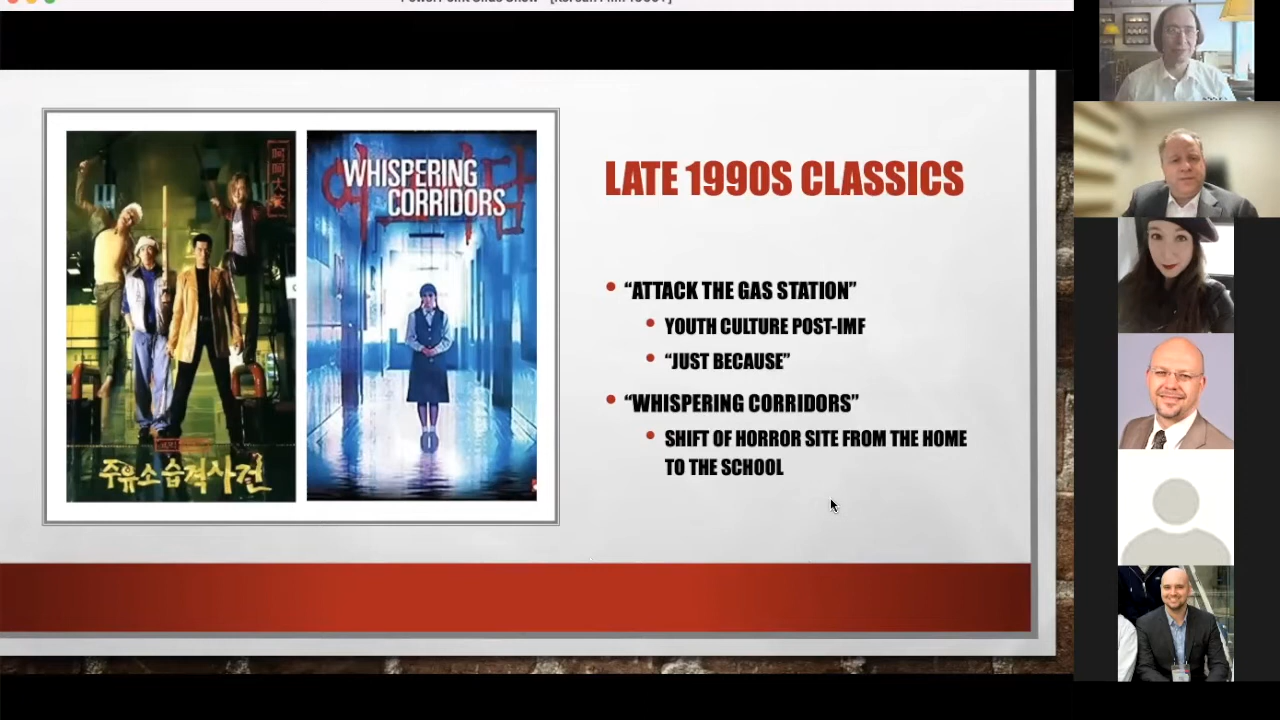 WHISPERING
CORRIDORS
주유소 습격사건
LATE 1990S CLASSICS
• “ATTACK THE GAS STATION”
• YOUTH CULTURE POST-IMF
• “JUST BECAUSE”
• “WHISPERING CORRIDORS”
• SHIFT OF HORROR SITE FROM THE HOME
TO THE SCHOOL